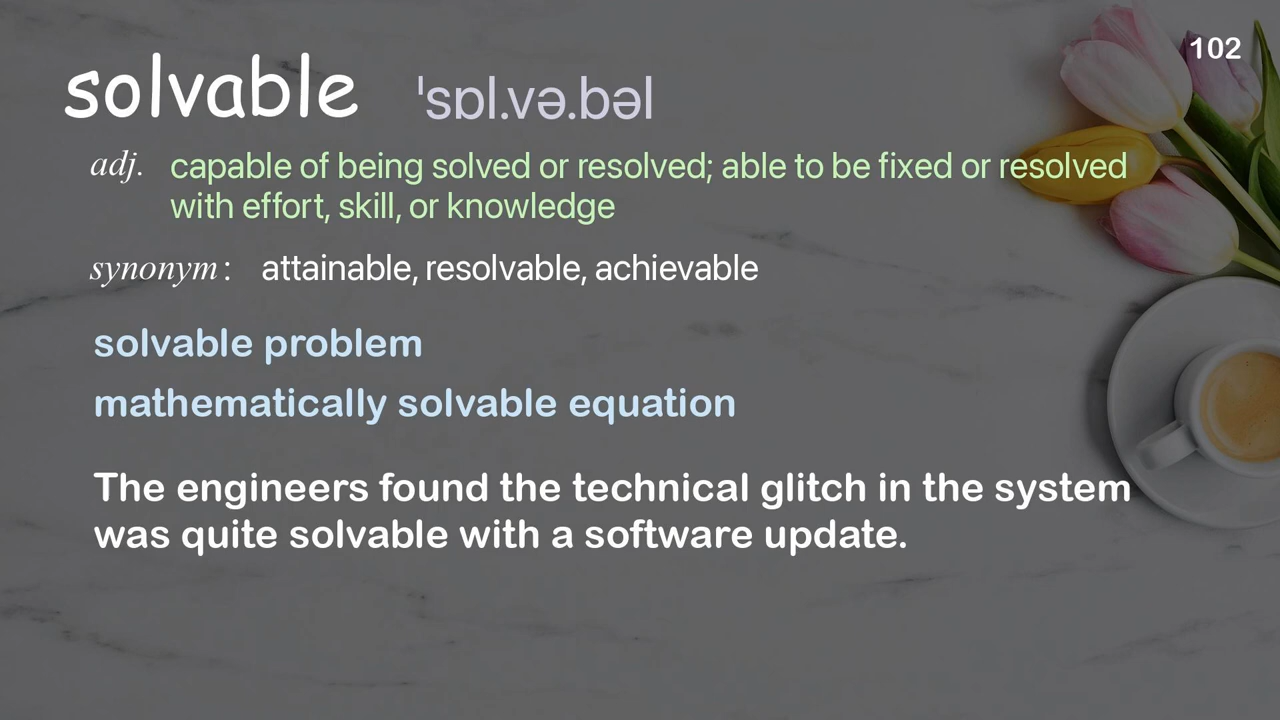 102
solvable ˈsɒl.və.bəl
adj. capable of being solved or resolved; able to be fixed or resolved
with effort, skill, or knowledge
synonym : attainable, resolvable, achievable
solvable problem
mathematically solvable equation
The engineers found the technical glitch in the system
was quite solvable with a software update.